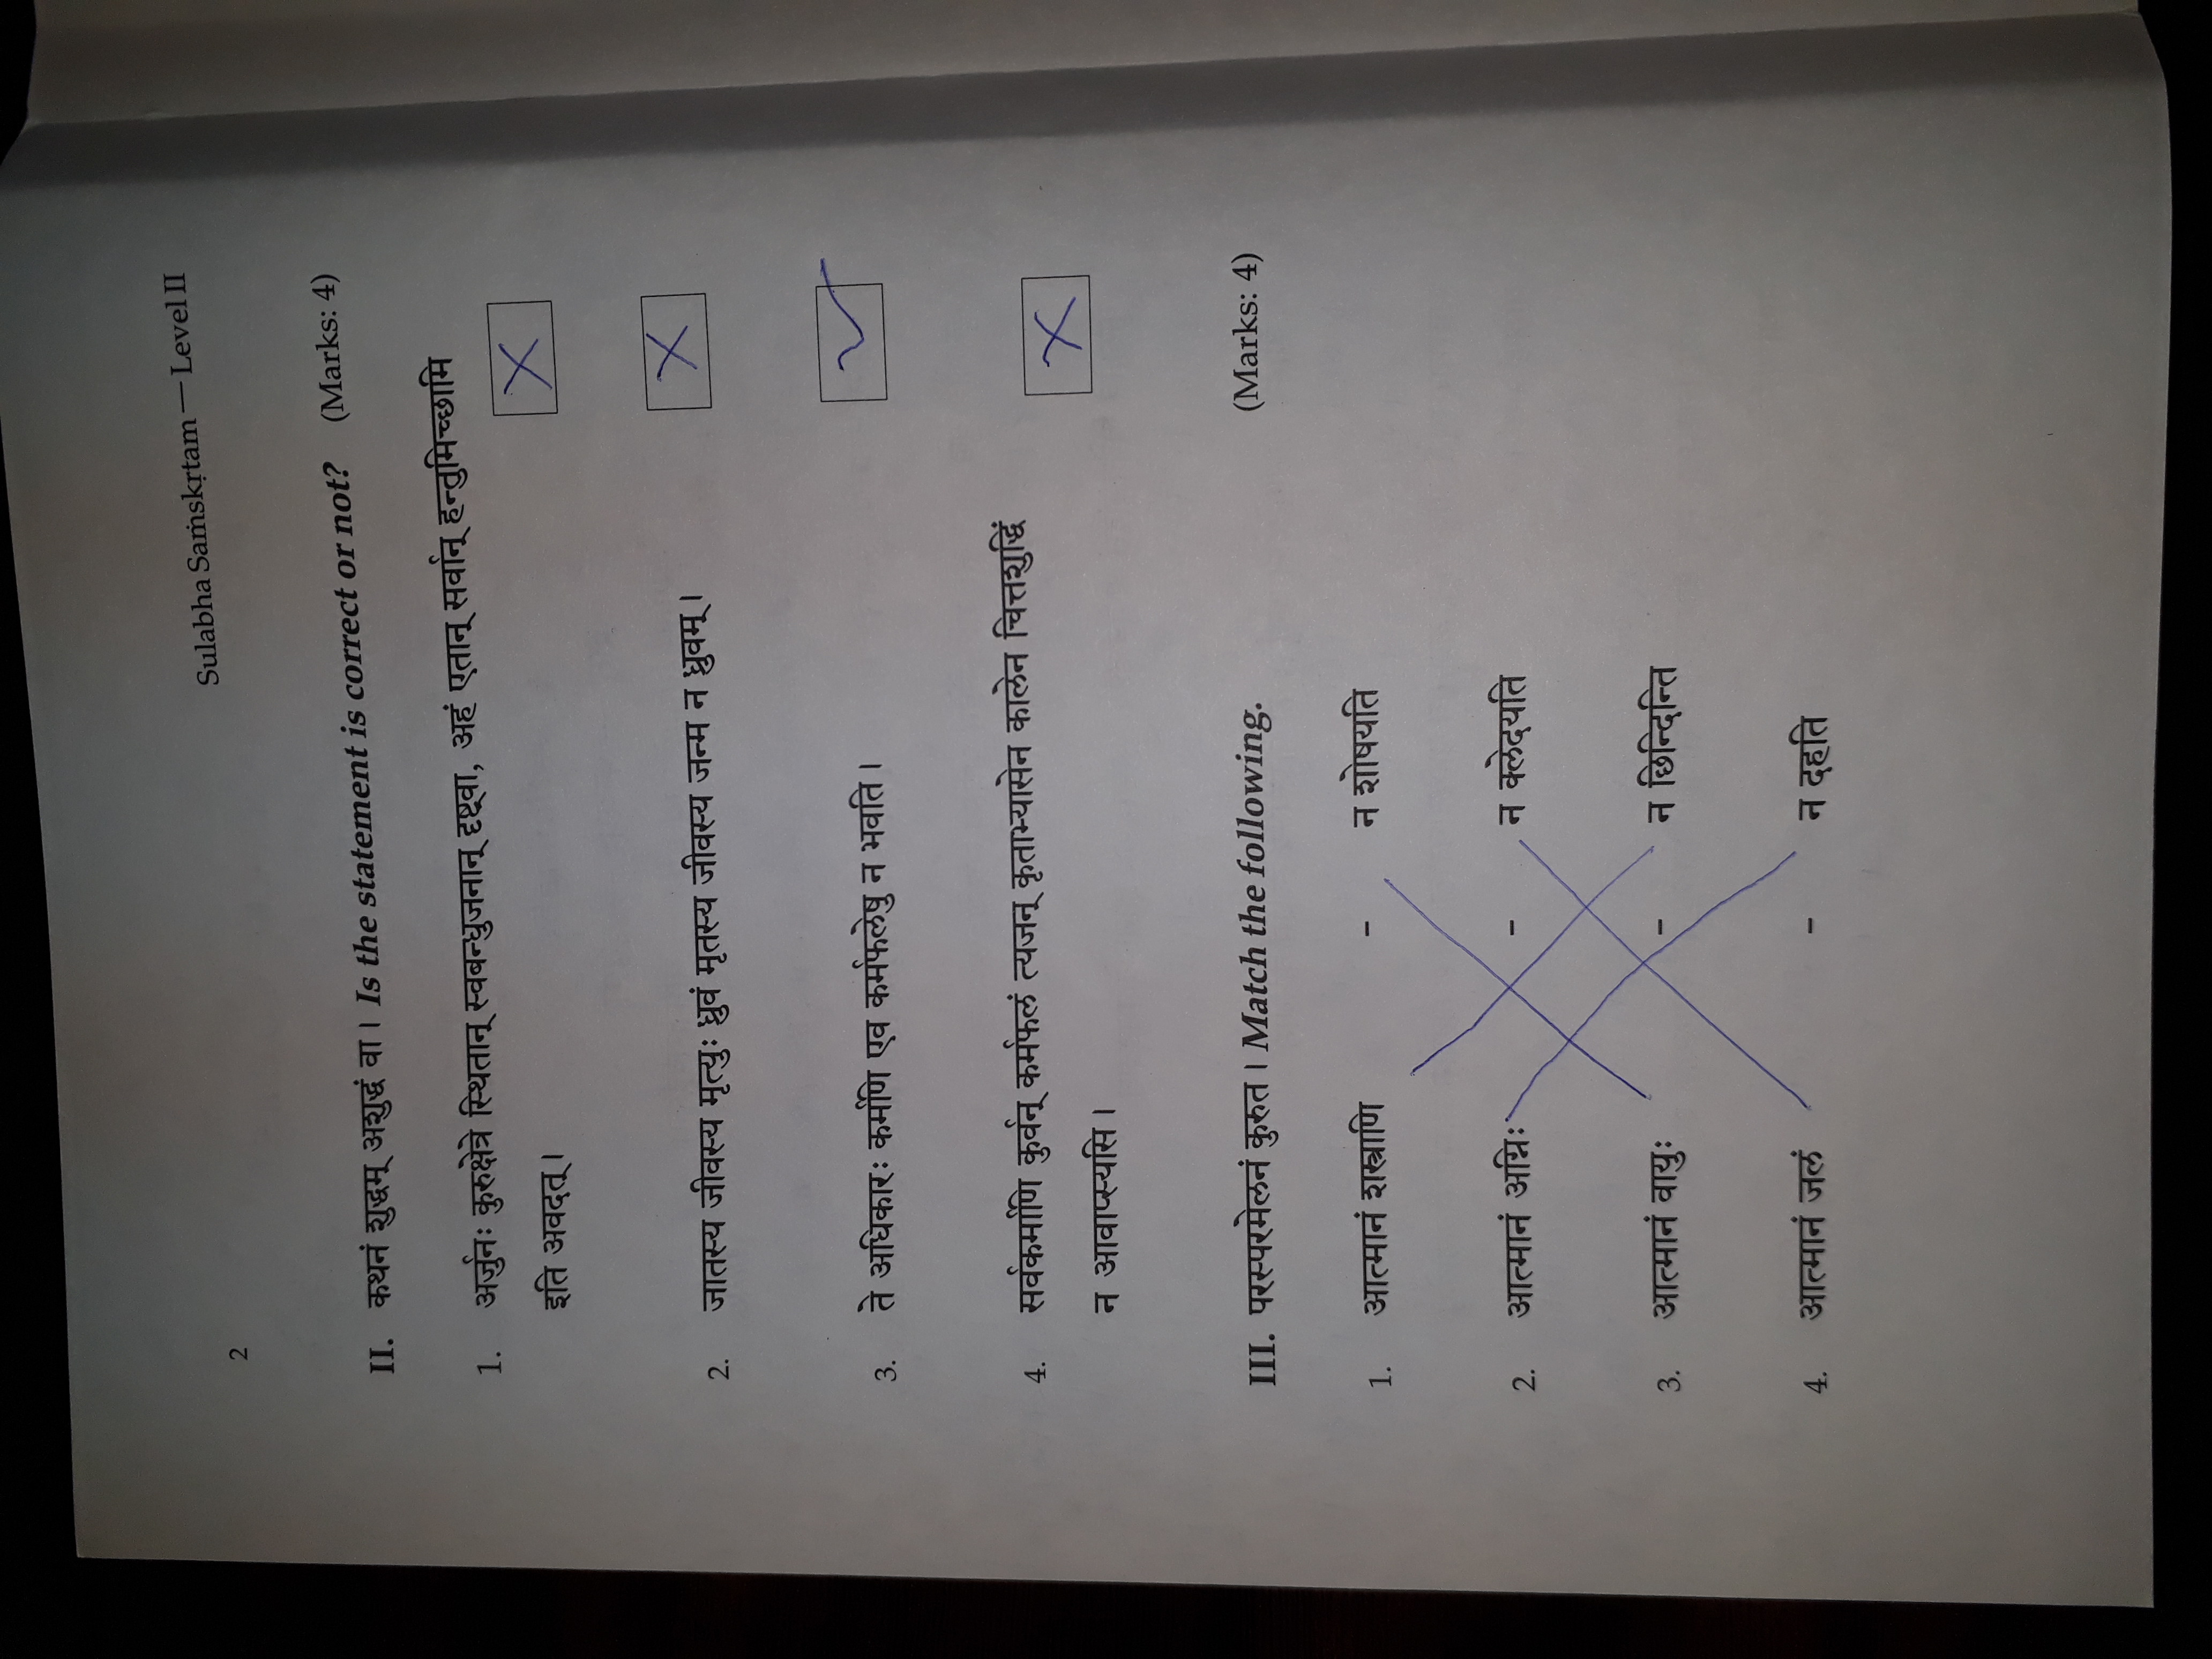 2
Sulabha Saṁskṛtam — Level II
II. कथनं शुद्धम् अशुद्धं वा । Is the statement is correct or not? (Marks: 4)
1. अर्जुनः कुरुक्षेत्रे स्थितान् स्वबन्धुजनान् दृष्ट्वा, अहं एतान् सर्वान् हन्तुमिच्छामि
इति अवदत् । X
2. जातस्य जीवस्य मृत्युः ध्रुवं मृतस्य जीवस्य जन्म न ध्रुवम् । X
3. ते अधिकारः कर्मणि एव कर्मफलेषु न भवति । ✓
4. सर्वकर्माणि कुर्वन् कर्मफलं त्यजन् कृताभ्यासेन कालेन चित्तशुद्धिं
न आवाप्स्यसि । X
III. परस्परमेलनं कुरुत । Match the following. (Marks: 4)
1. आत्मानं शस्त्राणि - न शोषयति
2. आत्मानं अग्निः - न क्लेदयति
3. आत्मानं वायुः - न छिन्दिन्ति
4. आत्मानं जलं - न दहति